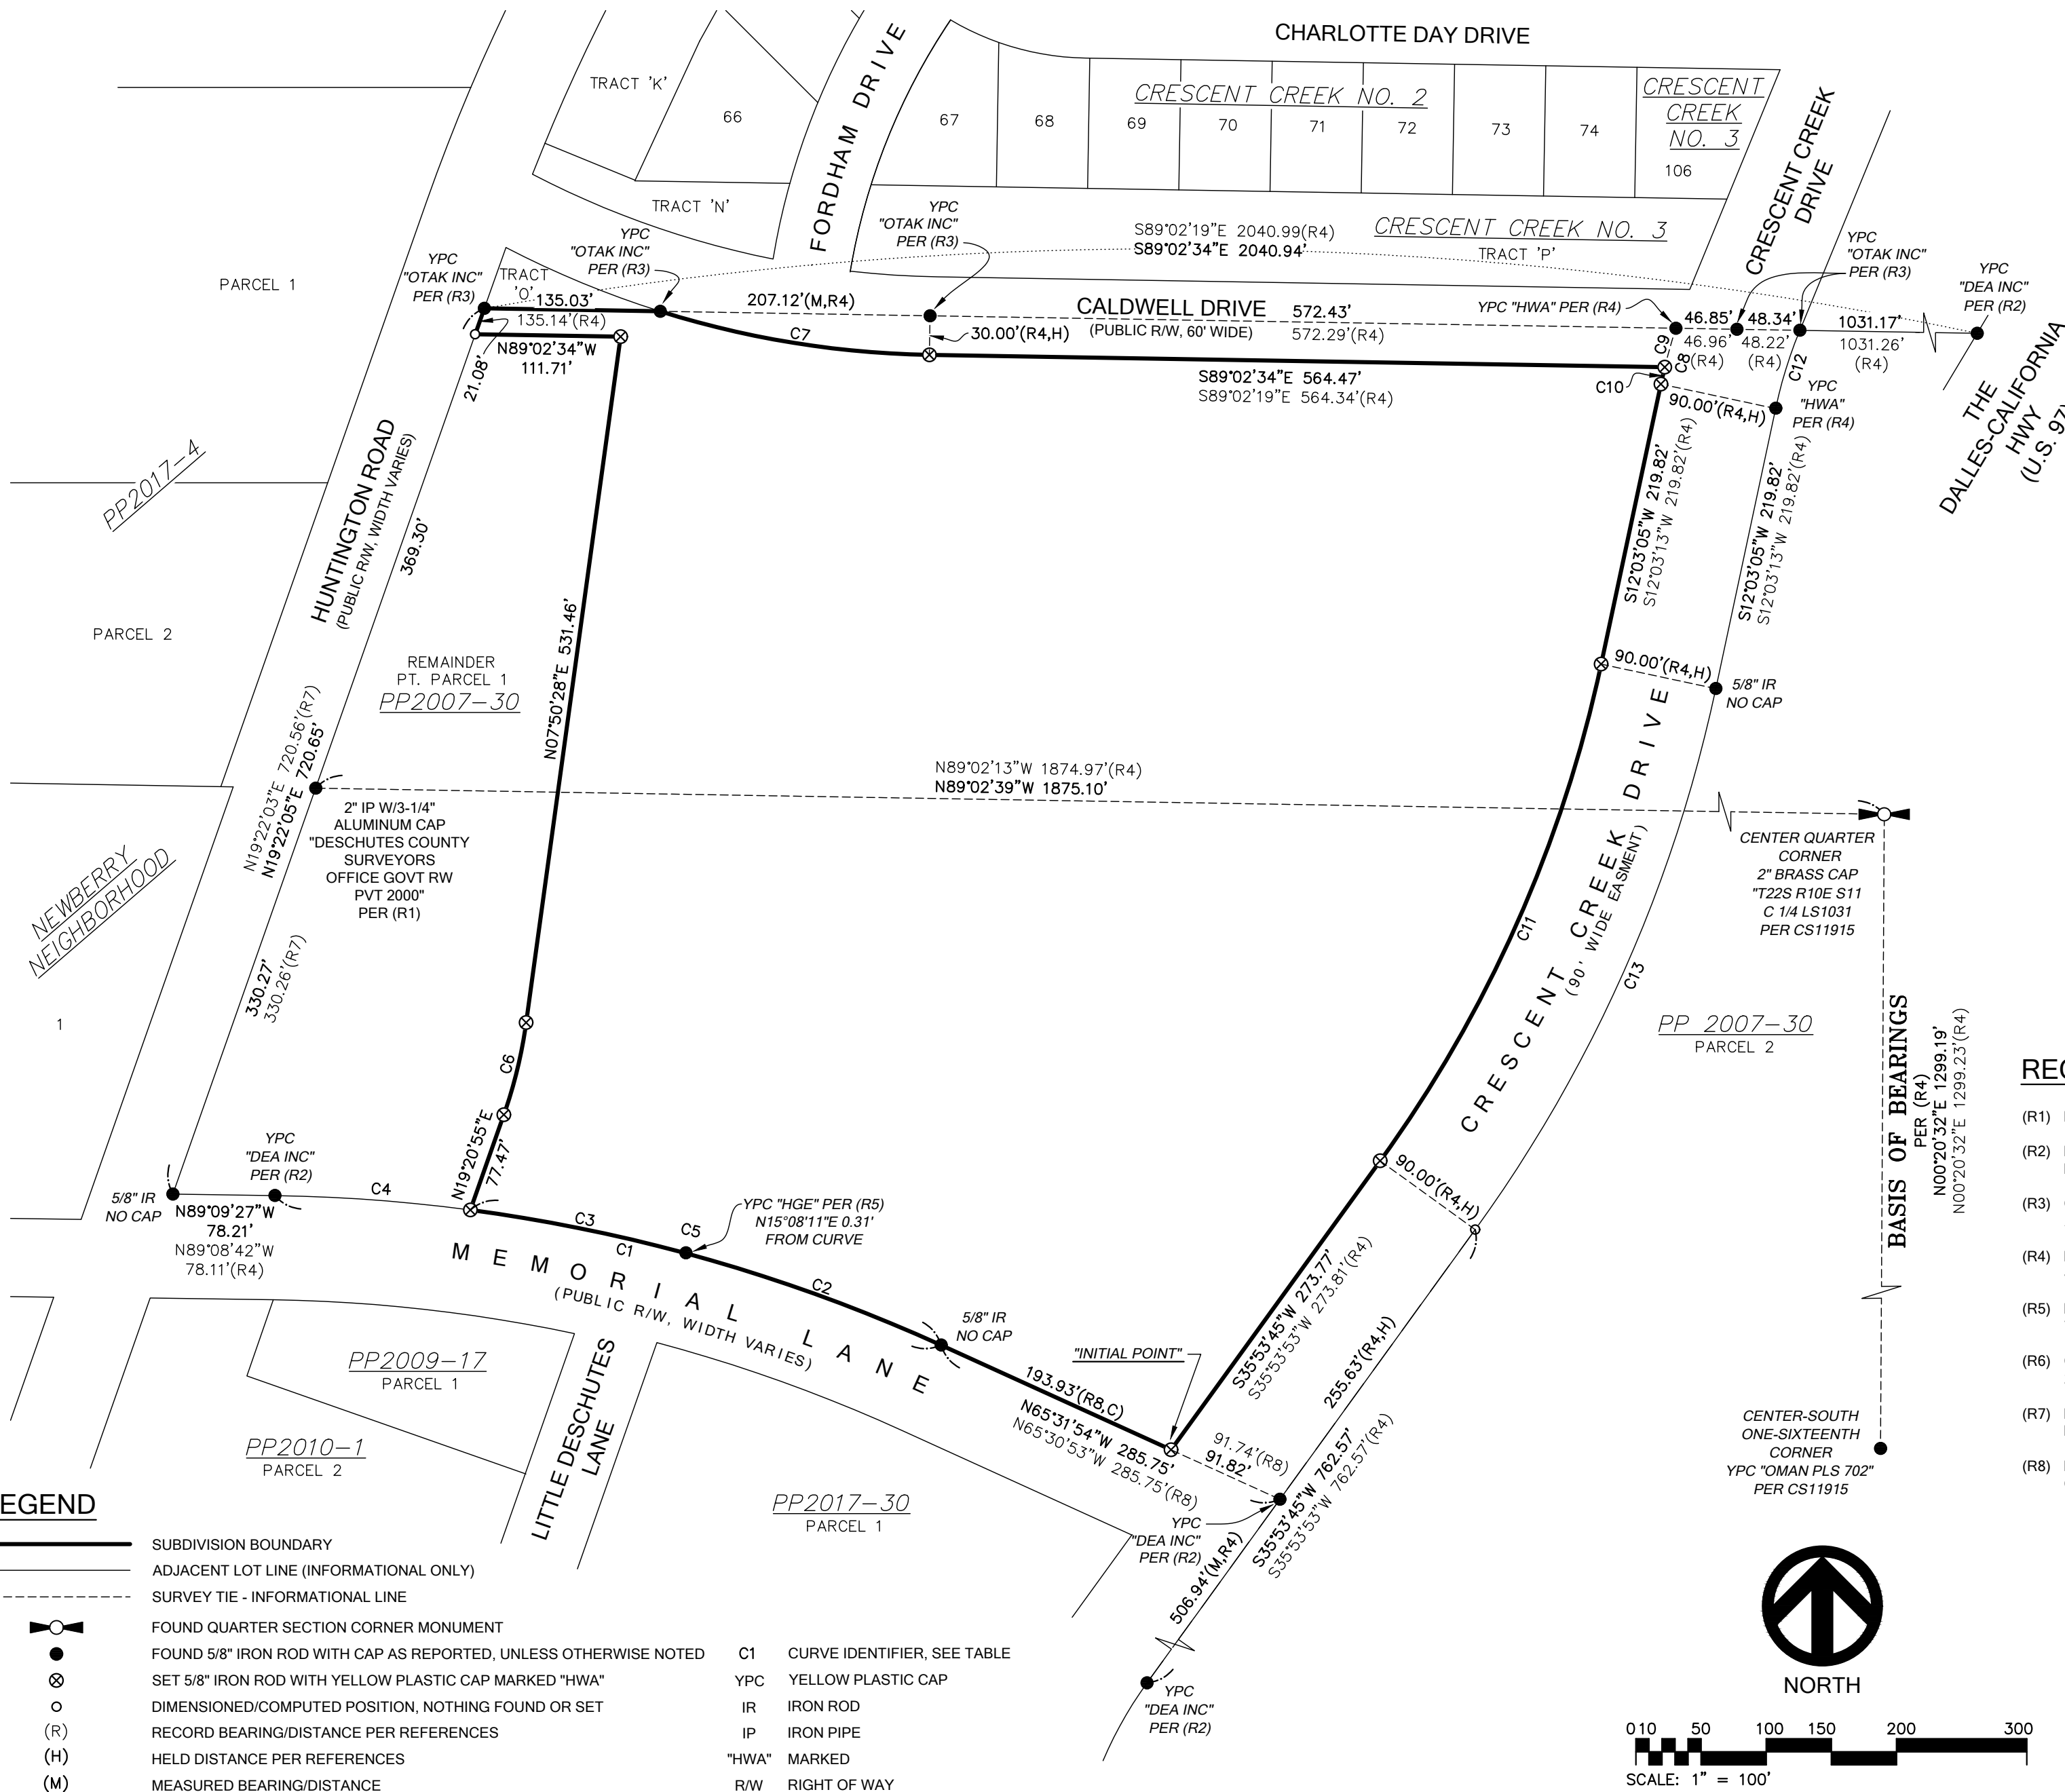 CHARLOTTE DAY DRIVE
TRACT 'K'
66
FORDHAM DRIVE
67
68
69
70
71
72
73
74
CRESCENT CREEK NO. 2
CRESCENT
CREEK
NO. 3
106
CRESCENT CREEK
DRIVE
TRACT 'N'
YPC
"OTAK INC"
PER (R3)
S89°02'19"E 2040.99(R4)
S89°02'34"E 2040.94'
CRESCENT CREEK NO. 3
TRACT 'P'
YPC
"OTAK INC"
PER (R3)
YPC
"DEA INC"
PER (R2)
PARCEL 1
YPC
"OTAK INC"
PER (R3)
YPC
"OTAK INC"
PER (R3)
TRACT
'O'
135.03'
135.14'(R4)
207.12'(M,R4)
CALDWELL DRIVE
(PUBLIC R/W, 60' WIDE)
572.43'
572.29'(R4)
YPC "HWA" PER (R4)
46.85'
46.96'
(R4)
48.34'
48.22'
(R4)
1031.17'
1031.26'
(R4)
THE
DALLES-CALIFORNIA
HWY
(U.S. 97)
C7
30.00'(R4,H)
C9
C8
C12
C10
N89°02'34"W
111.71'
21.08'
S89°02'34"E 564.47'
S89°02'19"E 564.34'(R4)
90.00'(R4,H)
YPC
"HWA"
PER (R4)
PP2017-4
HUNTINGTON ROAD
(PUBLIC R/W, WIDTH VARIES)
369.30'
S12°03'05"W 219.82'
S12°03'13"W 219.82'(R4)
S12°03'05"W 219.82'
S12°03'13"W 219.82'(R4)
PARCEL 2
REMAINDER
PT. PARCEL 1
PP2007-30
N07°50'28"E 531.46'
90.00'(R4,H)
5/8" IR
NO CAP
N19°22'03"E 720.56'(R7)
N19°22'05"E 720.65'
N89°02'13"W 1874.97'(R4)
N89°02'39"W 1875.10'
2" IP W/3-1/4"
ALUMINUM CAP
"DESCHUTES COUNTY
SURVEYORS
OFFICE GOVT RW
PVT 2000"
PER (R1)
CENTER QUARTER
CORNER
2" BRASS CAP
"T22S R10E S11
C 1/4 LS1031
PER CS11915
NEWBERRY
NEIGHBORHOOD
1
330.27'
330.26'(R7)
CRESCENT CREEK DRIVE
(90' WIDE EASMENT)
C11
C13
PP 2007-30
PARCEL 2
BASIS OF BEARINGS
PER (R4)
N00°20'32"E 1299.19'
N00°20'32"E 1299.23'(R4)
REC
(R1)
(R2)
(R3)
(R4)
(R5)
(R6)
(R7)
(R8)
C6
N19°20'55"E
77.47'
YPC
"DEA INC"
PER (R2)
C4
5/8" IR
NO CAP
N89°09'27"W
78.21'
N89°08'42"W
78.11'(R4)
C3
C5
C1
YPC "HGE" PER (R5)
N15°08'11"E 0.31'
FROM CURVE
C2
MEMORIAL LANE
(PUBLIC R/W, WIDTH VARIES)
90.00'(R4,H)
5/8" IR
NO CAP
"INITIAL POINT"
S35°53'45"W 273.77'
S35°53'53"W 273.81'(R4)
255.63'(R4,H)
193.93'(R8,C)
N65°31'54"W 285.75'
N65°30'53"W 285.75'(R8)
91.74'(R8)
91.82'
YPC
"DEA INC"
PER (R2)
S35°53'45"W 762.57'
S35°53'53"W 762.57'(R4)
506.94'(M,R4)
YPC
"DEA INC"
PER (R2)
CENTER-SOUTH
ONE-SIXTEENTH
CORNER
YPC "OMAN PLS 702"
PER CS11915
PP2009-17
PARCEL 1
PP2010-1
PARCEL 2
LITTLE DESCHUTES
LANE
PP2017-30
PARCEL 1
EGEND
SUBDIVISION BOUNDARY
ADJACENT LOT LINE (INFORMATIONAL ONLY)
SURVEY TIE - INFORMATIONAL LINE
FOUND QUARTER SECTION CORNER MONUMENT
FOUND 5/8" IRON ROD WITH CAP AS REPORTED, UNLESS OTHERWISE NOTED
SET 5/8" IRON ROD WITH YELLOW PLASTIC CAP MARKED "HWA"
DIMENSIONED/COMPUTED POSITION, NOTHING FOUND OR SET
(R) RECORD BEARING/DISTANCE PER REFERENCES
(H) HELD DISTANCE PER REFERENCES
(M) MEASURED BEARING/DISTANCE
C1 CURVE IDENTIFIER, SEE TABLE
YPC YELLOW PLASTIC CAP
IR IRON ROD
IP IRON PIPE
"HWA" MARKED
R/W RIGHT OF WAY
NORTH
0 10 50 100 150 200 300
SCALE: 1" = 100'